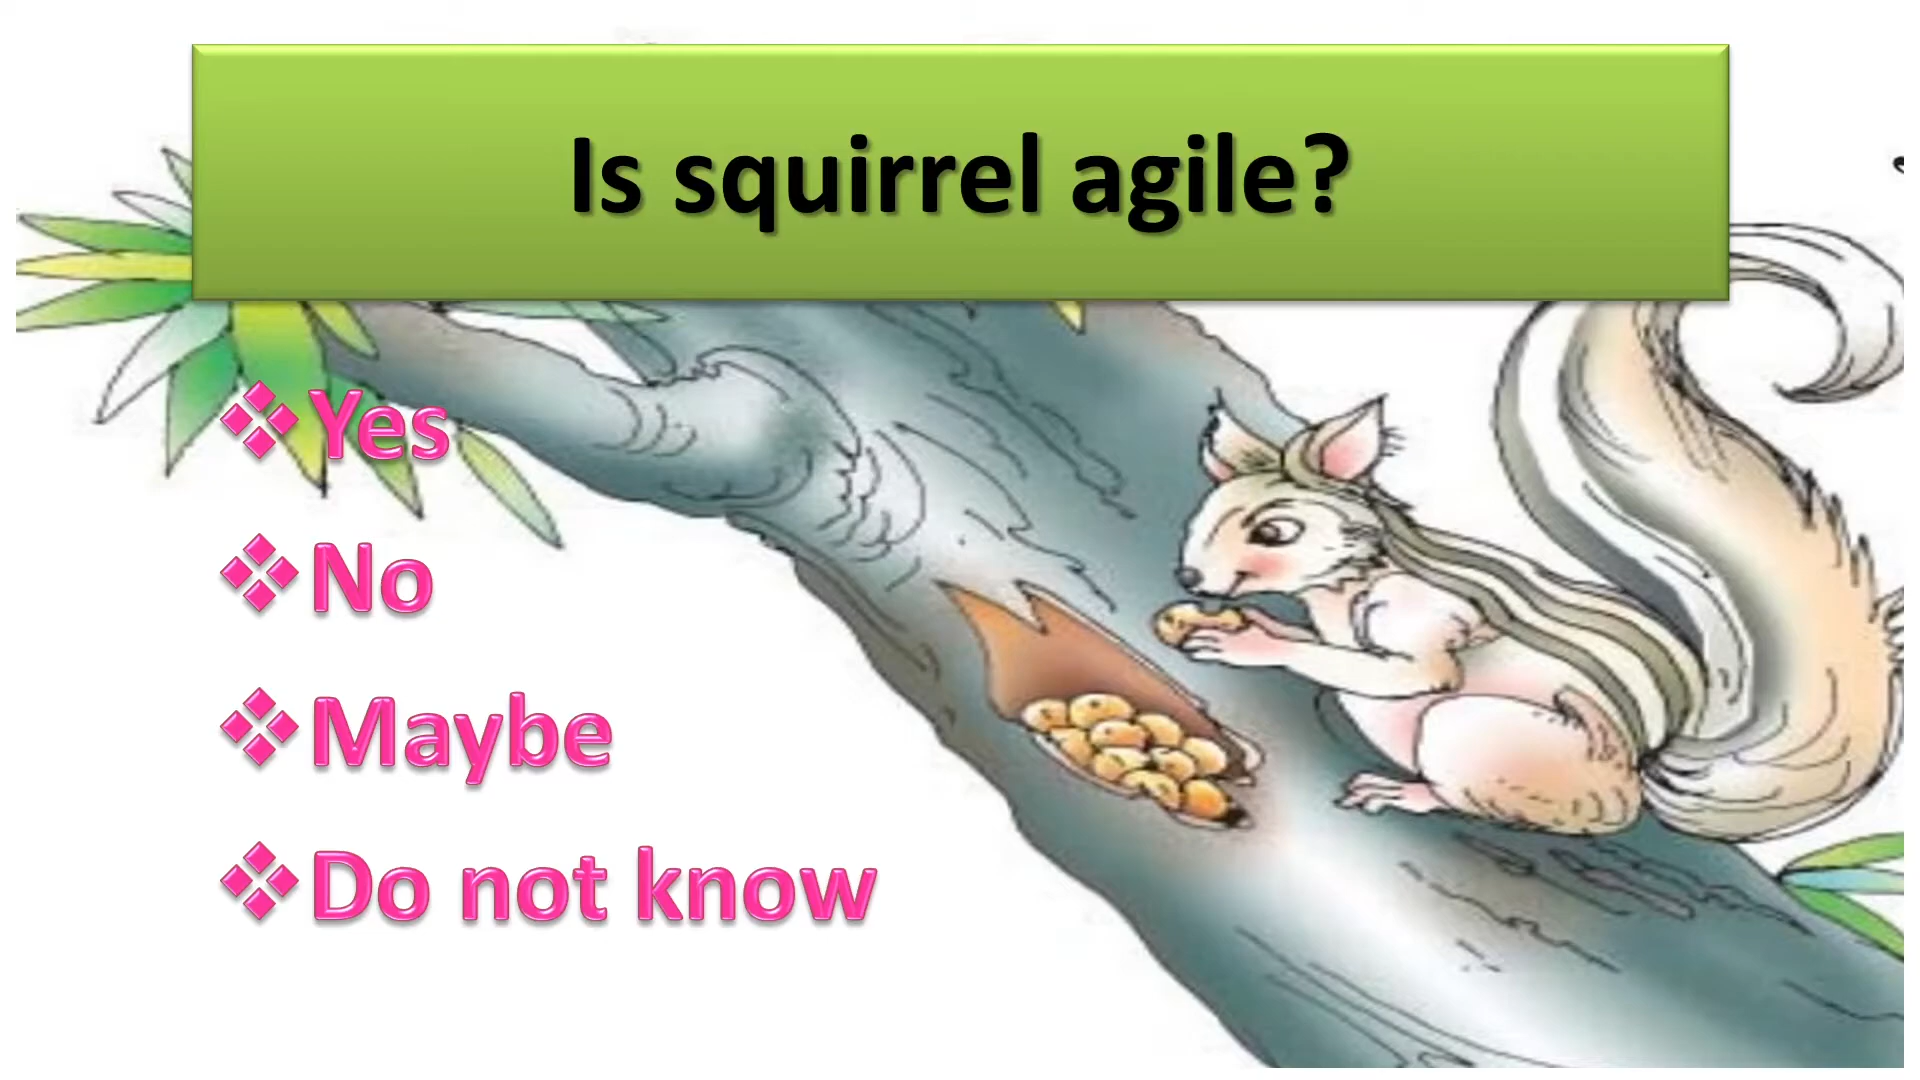 Is squirrel agile?
❖Yes
❖No
❖Maybe
❖Do not know